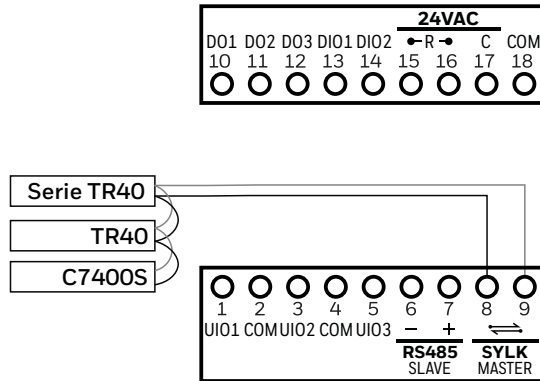 24VAC
DO1 DO2 DO3 DIO1 DIO2 R C COM
10 11 12 13 14 15 16 17 18
Serie TR40
TR40
C7400S
1 2 3 4 5 6 7 8 9
UIO1 COM UIO2 COM UIO3 − +
RS485 SYLK
SLAVE MASTER